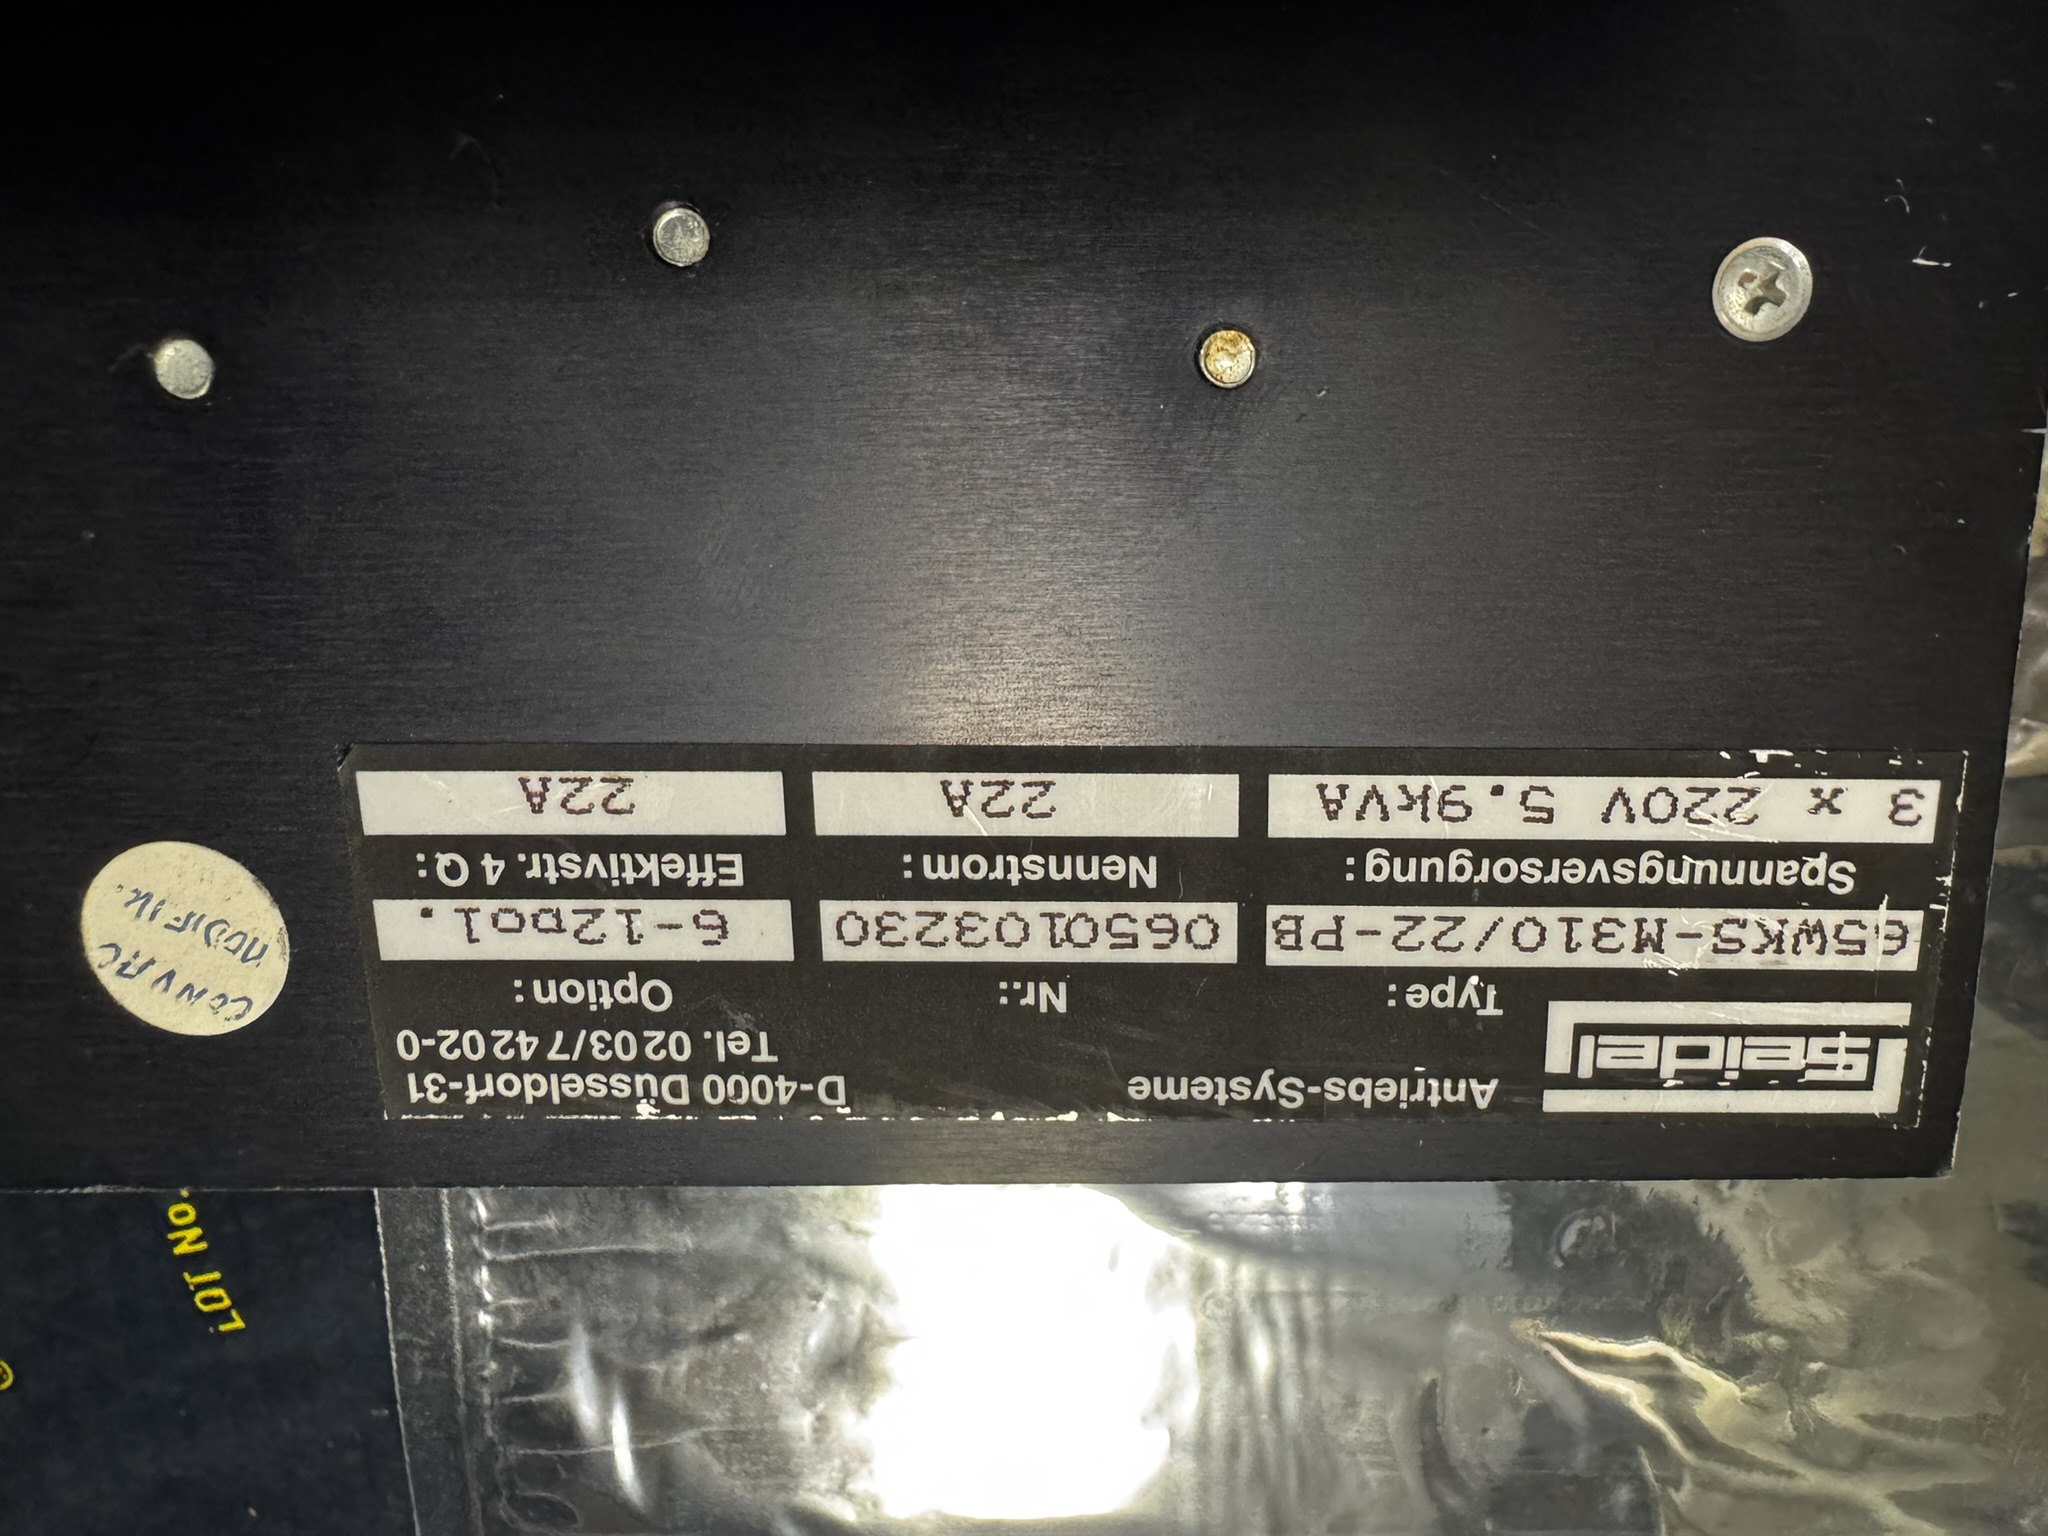 Seidel
Antriebs-Systeme
D-4000 Düsseldorf-31
Tel. 0203/74202-0
Type: Nr.: Option:
65WKS-M310/22-PB 0650103230 6-12pol.
Spannungsversorgung: Nennstrom: Effektivstr. 4 Q:
3 x 220V 5.9kVA 22A 22A
LOT NO.